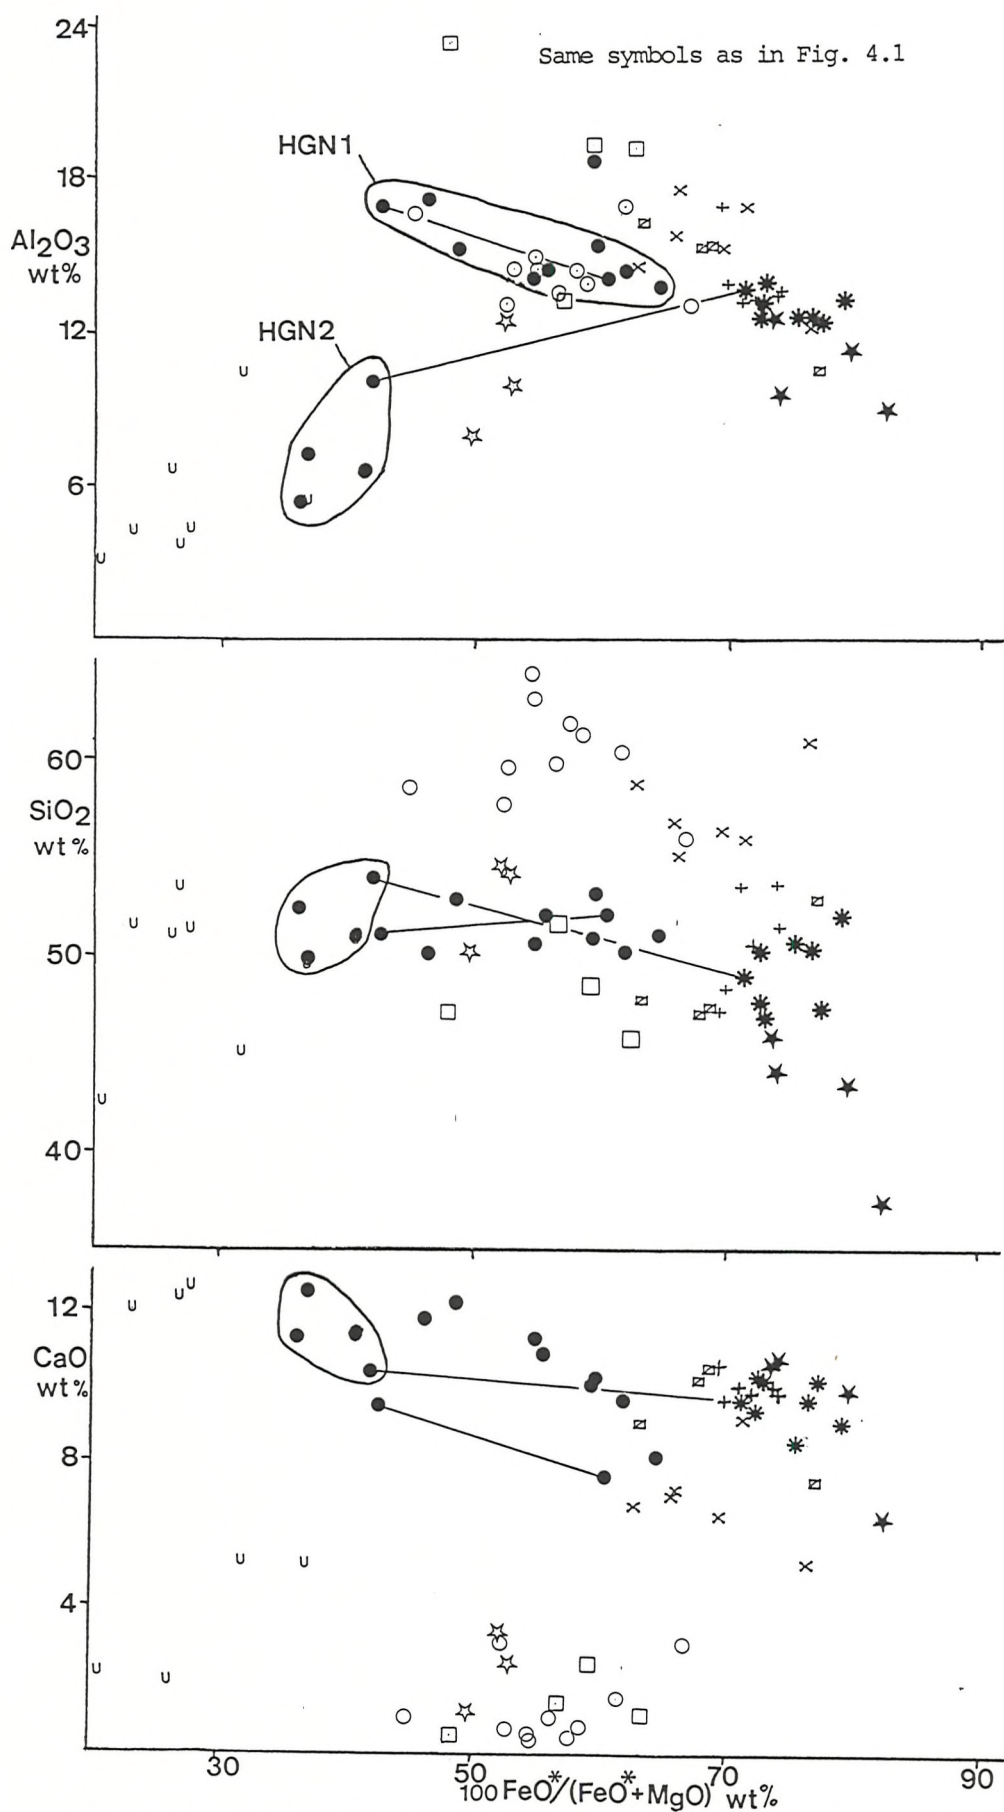 24
Same symbols as in Fig. 4.1
HGN1
18
Al2O3
wt%
12
HGN2
6
60
SiO2
wt%
50
40
12
CaO
wt%
8
4
30
50
70
90
100 FeO*/(FeO*+MgO) wt%